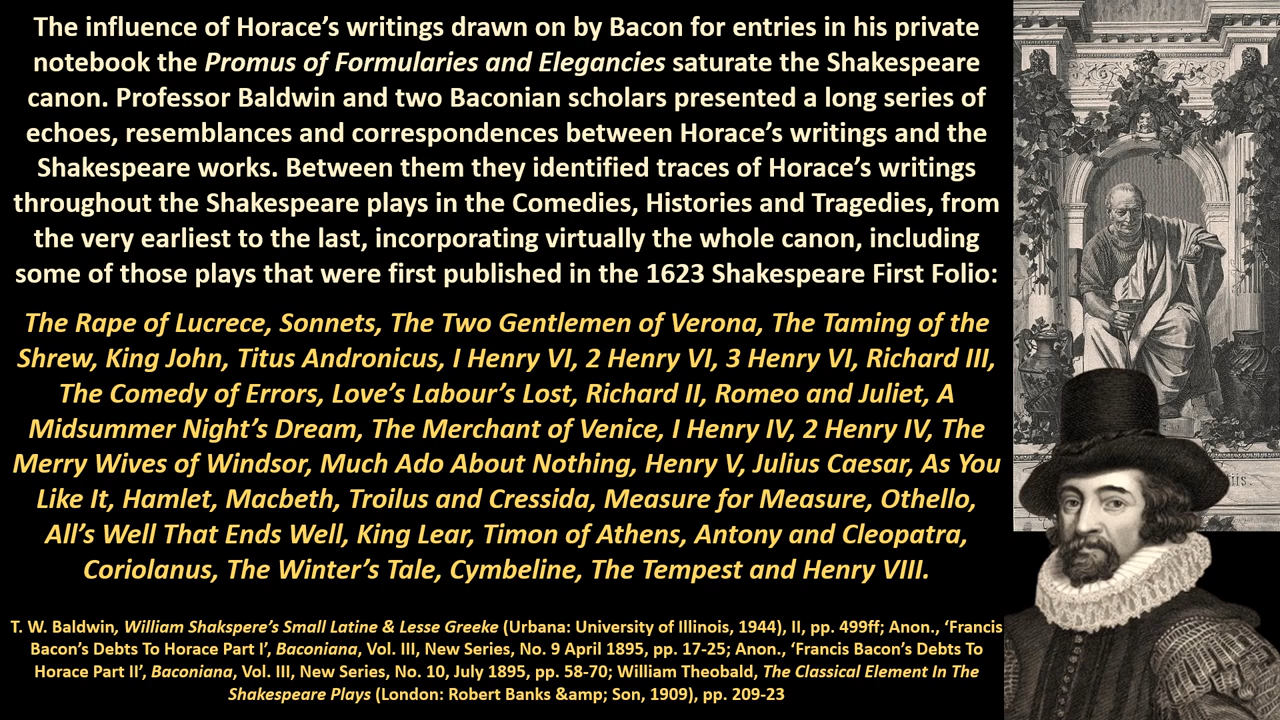 The influence of Horace’s writings drawn on by Bacon for entries in his private
notebook the Promus of Formularies and Elegancies saturate the Shakespeare
canon. Professor Baldwin and two Baconian scholars presented a long series of
echoes, resemblances and correspondences between Horace’s writings and the
Shakespeare works. Between them they identified traces of Horace’s writings
throughout the Shakespeare plays in the Comedies, Histories and Tragedies, from
the very earliest to the last, incorporating virtually the whole canon, including
some of those plays that were first published in the 1623 Shakespeare First Folio:
The Rape of Lucrece, Sonnets, The Two Gentlemen of Verona, The Taming of the
Shrew, King John, Titus Andronicus, I Henry VI, 2 Henry VI, 3 Henry VI, Richard III,
The Comedy of Errors, Love’s Labour’s Lost, Richard II, Romeo and Juliet, A
Midsummer Night’s Dream, The Merchant of Venice, I Henry IV, 2 Henry IV, The
Merry Wives of Windsor, Much Ado About Nothing, Henry V, Julius Caesar, As You
Like It, Hamlet, Macbeth, Troilus and Cressida, Measure for Measure, Othello,
All’s Well That Ends Well, King Lear, Timon of Athens, Antony and Cleopatra,
Coriolanus, The Winter’s Tale, Cymbeline, The Tempest and Henry VIII.
T. W. Baldwin, William Shakspere’s Small Latine & Lesse Greeke (Urbana: University of Illinois, 1944), II, pp. 499ff; Anon., ‘Francis
Bacon’s Debts To Horace Part I’, Baconiana, Vol. III, New Series, No. 9 April 1895, pp. 17-25; Anon., ‘Francis Bacon’s Debts To
Horace Part II’, Baconiana, Vol. III, New Series, No. 10, July 1895, pp. 58-70; William Theobald, The Classical Element In The
Shakespeare Plays (London: Robert Banks &amp; Son, 1909), pp. 209-23